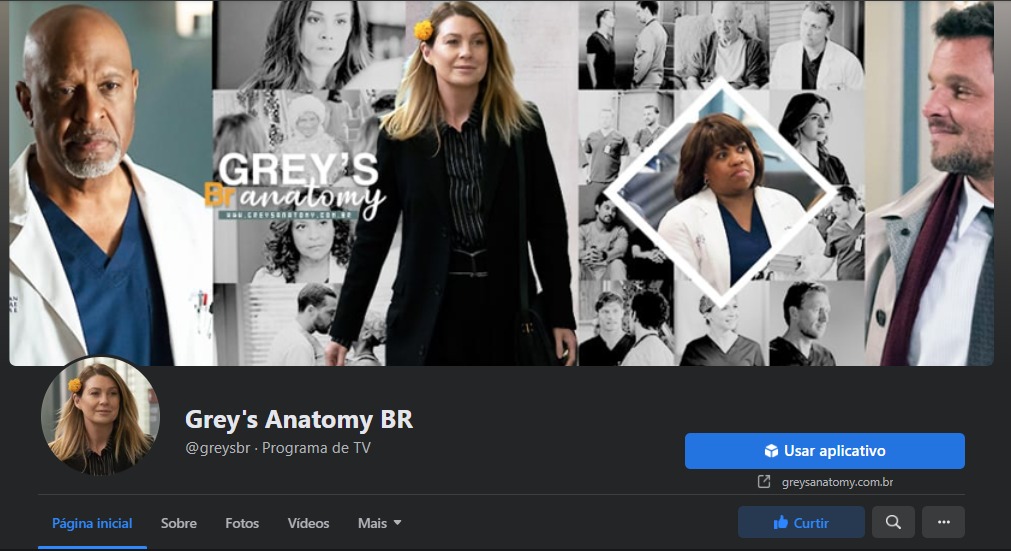 GREY'S
Br anatomy
WWW.GREYSANATOMY.COM.BR
Grey's Anatomy BR
@greysbr · Programa de TV
Usar aplicativo
greysanatomy.com.br
Página inicial
Sobre
Fotos
Vídeos
Mais
Curtir